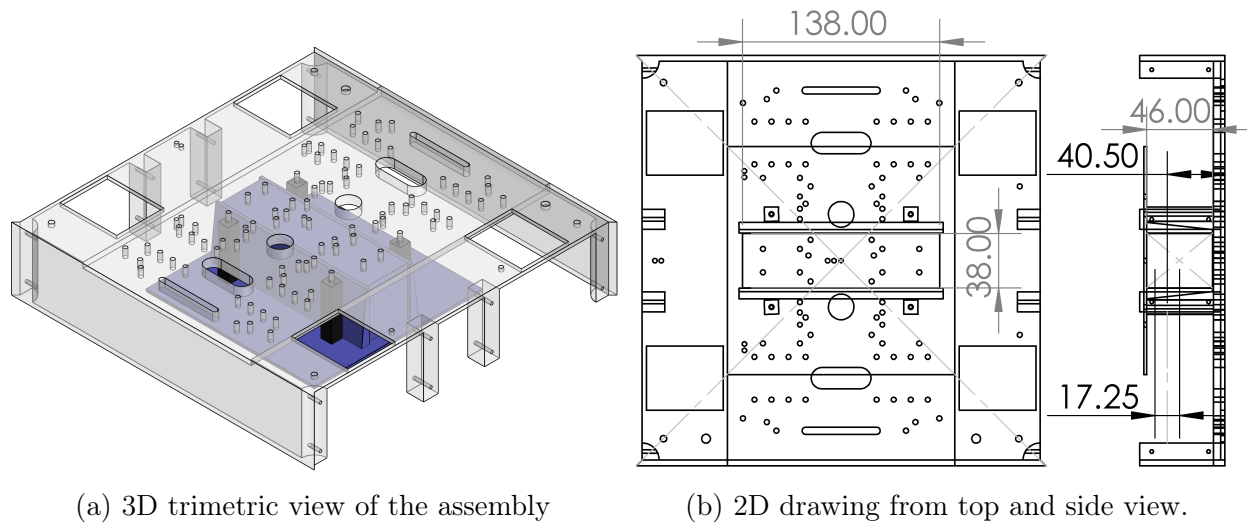 138.00
46.00
40.50
38.00
17.25
(a) 3D trimetric view of the assembly
(b) 2D drawing from top and side view.